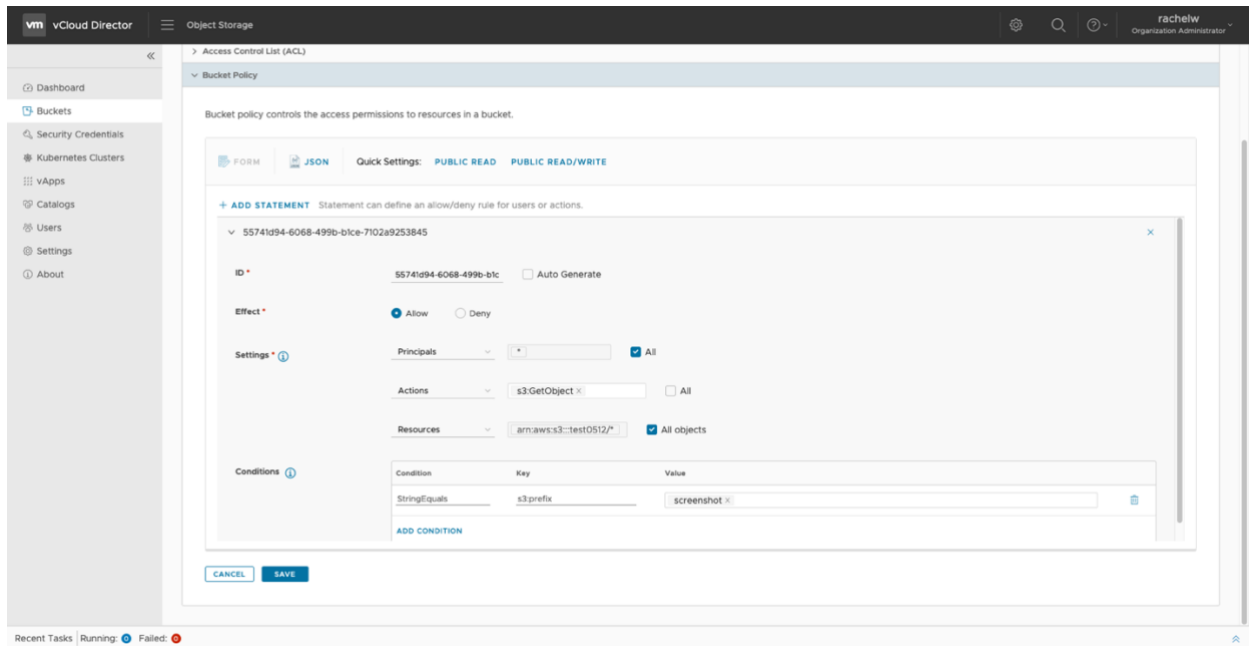 vm vCloud Director Object Storage rachelw
Organization Administrator
> Access Control List (ACL)
Bucket Policy
Dashboard
Buckets
Security Credentials
Kubernetes Clusters
vApps
Catalogs
Users
Settings
About
Bucket policy controls the access permissions to resources in a bucket.
FORM JSON Quick Settings: PUBLIC READ PUBLIC READ/WRITE
+ ADD STATEMENT Statement can define an allow/deny rule for users or actions.
55741d94-6068-499b-b1ce-7102a9253845
ID * 55741d94-6068-499b-b1c Auto Generate
Effect * Allow Deny
Settings * Principals * All
Actions s3:GetObject × All
Resources arn:aws:s3:::test0512/* All objects
Conditions Condition Key Value
StringEquals s3:prefix screenshot ×
ADD CONDITION
CANCEL SAVE
Recent Tasks Running: 0 Failed: 0